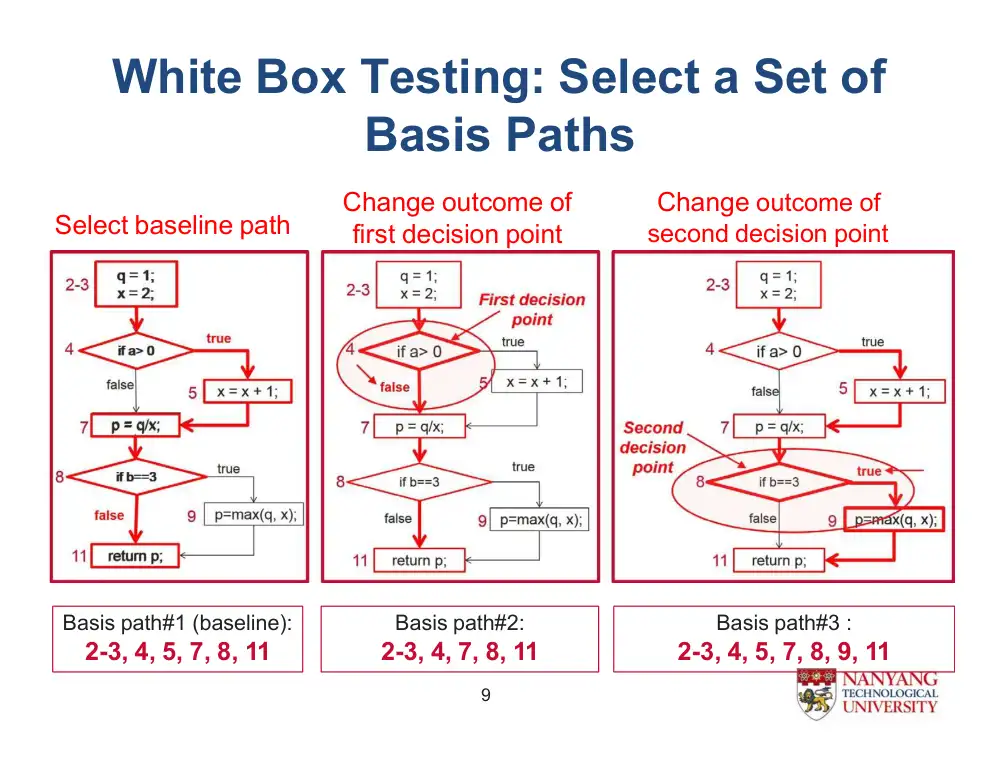 White Box Testing: Select a Set of
Basis Paths
Select baseline path
2-3
q = 1;
x = 2;
4
if a> 0
true
false
5
x = x + 1;
7
p = q/x;
8
if b==3
true
false
9
p=max(q, x);
11
return p;
Basis path#1 (baseline):
2-3, 4, 5, 7, 8, 11
Change outcome of
first decision point
2-3
q = 1;
x = 2;
First decision
point
4
if a> 0
true
false
5
x = x + 1;
7
p = q/x;
8
if b==3
true
false
9
p=max(q, x);
11
return p;
Basis path#2:
2-3, 4, 7, 8, 11
Change outcome of
second decision point
2-3
q = 1;
x = 2;
4
if a> 0
true
false
5
x = x + 1;
7
p = q/x;
Second
decision
point
8
if b==3
true
false
9
p=max(q, x);
11
return p;
Basis path#3 :
2-3, 4, 5, 7, 8, 9, 11
9
NANYANG
TECHNOLOGICAL
UNIVERSITY